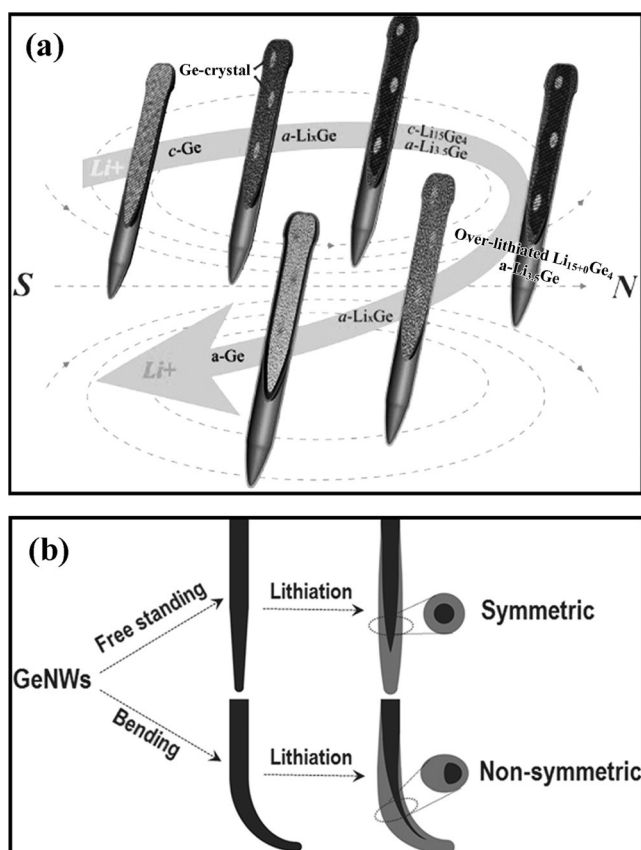 (a)
Ge-crystal
Li+
c-Ge
a-LixGe
c-Li15Ge4
a-Li3.5Ge
Over-lithiated Li15+0Ge4
a-Li3.5Ge
S
N
a-LixGe
a-Ge
Li+
(b)
Free standing
Lithiation
Symmetric
GeNWs
Bending
Lithiation
Non-symmetric